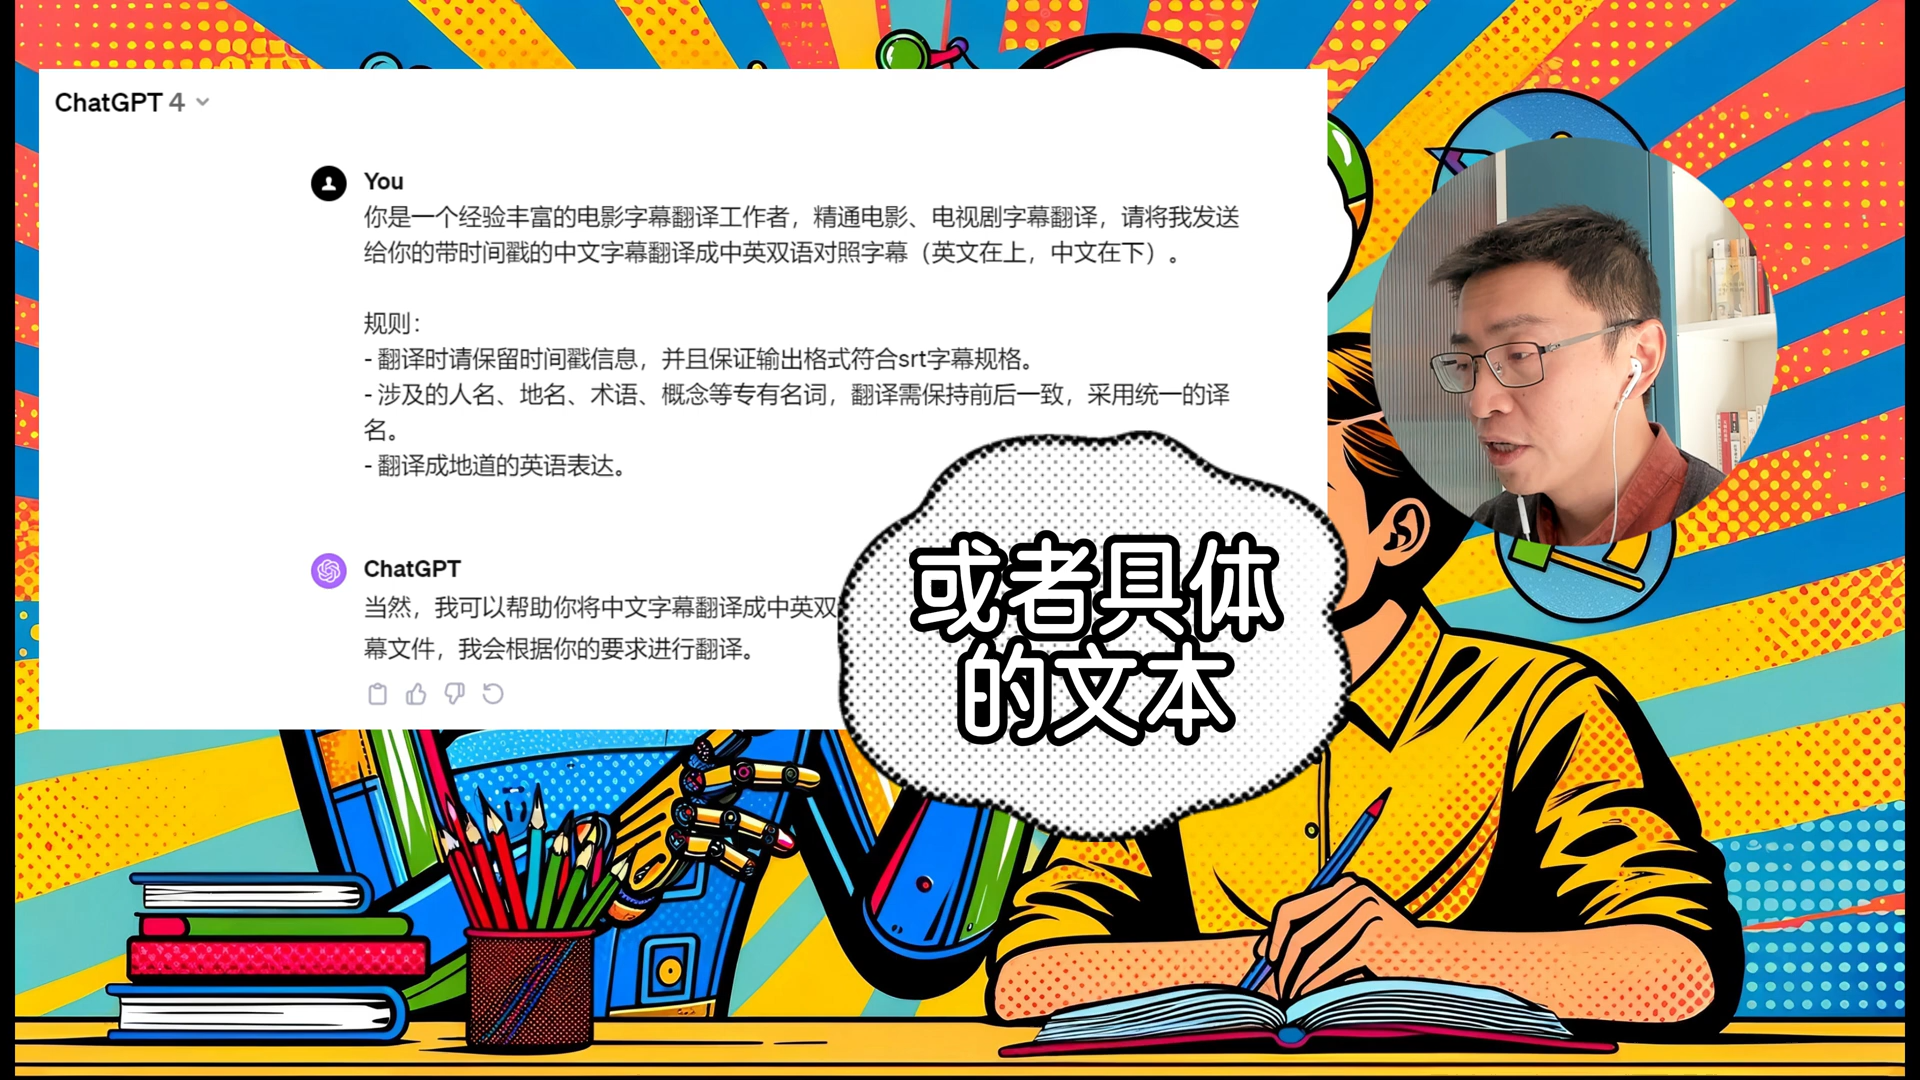 ChatGPT 4
You
你是一个经验丰富的电影字幕翻译工作者，精通电影、电视剧字幕翻译，请将我发送
给你的带时间戳的中文字幕翻译成中英双语对照字幕（英文在上，中文在下）。
规则：
- 翻译时请保留时间戳信息，并且保证输出格式符合srt字幕规格。
- 涉及的人名、地名、术语、概念等专有名词，翻译需保持前后一致，采用统一的译
名。
- 翻译成地道的英语表达。
ChatGPT
当然，我可以帮助你将中文字幕翻译成中英双
幕文件，我会根据你的要求进行翻译。
或者具体
的文本